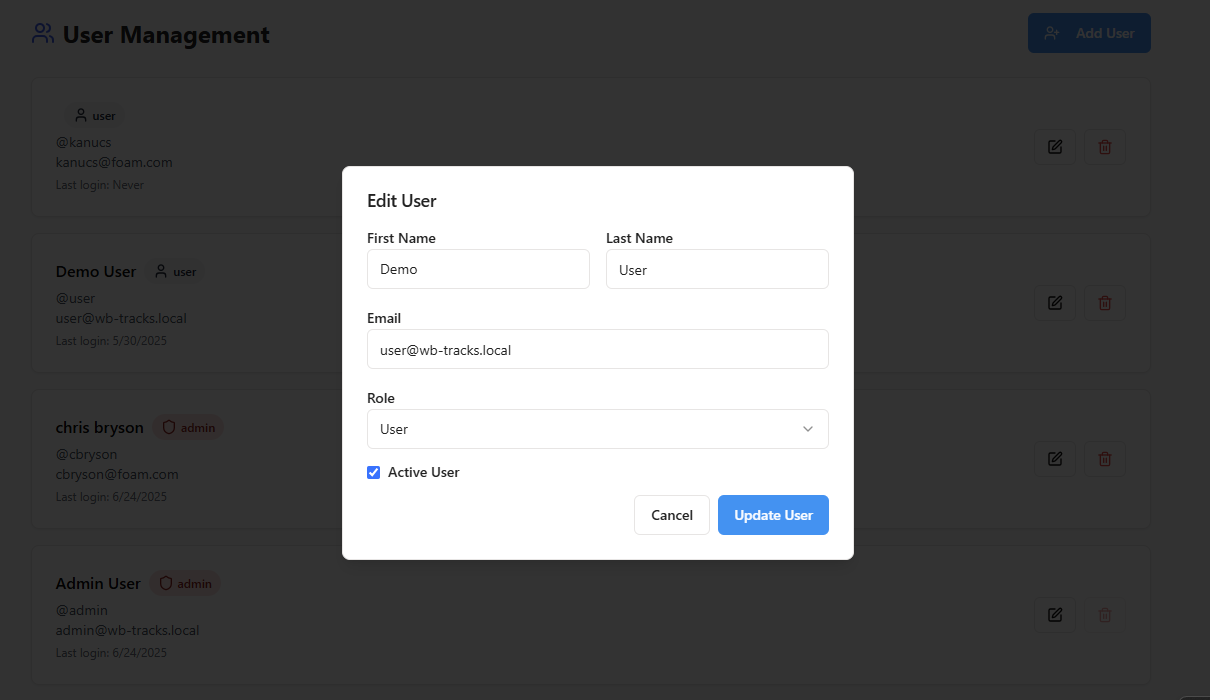 User Management
Add User
user
@kanucs
kanucs@foam.com
Last login: Never
Demo User user
@user
user@wb-tracks.local
Last login: 5/30/2025
chris bryson admin
@cbryson
cbryson@foam.com
Last login: 6/24/2025
Admin User admin
@admin
admin@wb-tracks.local
Last login: 6/24/2025
Edit User
First Name Last Name
Demo User
Email
user@wb-tracks.local
Role
User
Active User
Cancel Update User